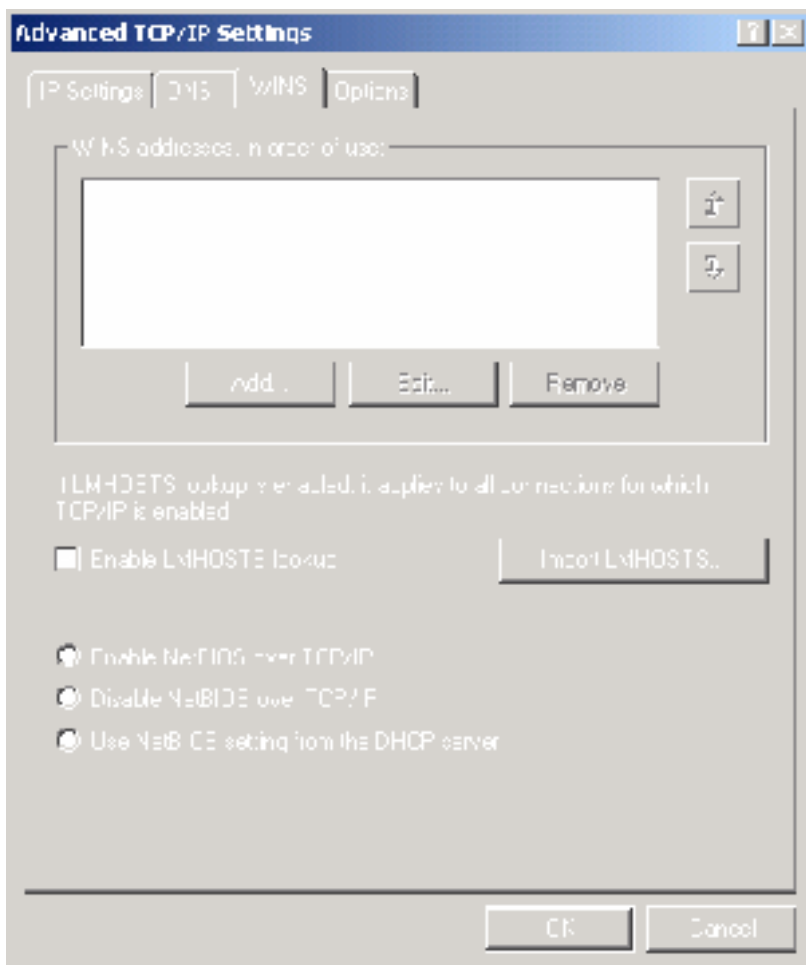 Advanced TCP/IP Settings
IP Settings DNS WINS Options
WINS addresses, in order of use:
Add...
Edit...
Remove
If LMHOSTS lookup is enabled, it applies to all connections for which
TCP/IP is enabled
Enable LMHOSTS lookup
Import LMHOSTS...
Enable NetBIOS over TCP/IP
Disable NetBIOS over TCP/IP
Use NetBIOS setting from the DHCP server
OK
Cancel